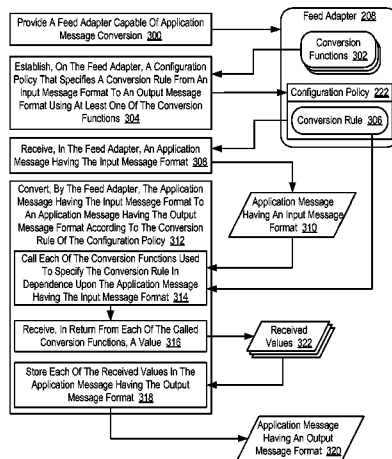 Provide A Feed Adapter Capable Of Application
Message Conversion 300
Feed Adapter 208
Conversion
Functions 302
Establish, On The Feed Adapter, A Configuration
Policy That Specifies A Conversion Rule From An
Input Message Format To An Output Message
Format Using At Least One Of The Conversion
Functions 304
Configuration Policy 222
Conversion Rule 306
Receive, In The Feed Adapter, An Application
Message Having The Input Message Format 308
Convert, By The Feed Adapter, The Application
Message Having The Input Message Format To
An Application Message Having The Output
Message Format According To The Conversion
Rule Of The Configuration Policy 312
Application Message
Having An Input Message
Format 310
Call Each Of The Conversion Functions Used
To Specify The Conversion Rule In
Dependence Upon The Application Message
Having The Input Message Format 314
Receive, In Return From Each Of The Called
Conversion Functions, A Value 316
Received
Values 322
Store Each Of The Received Values In The
Application Message Having The Output
Message Format 318
Application Message
Having An Output
Message Format 320